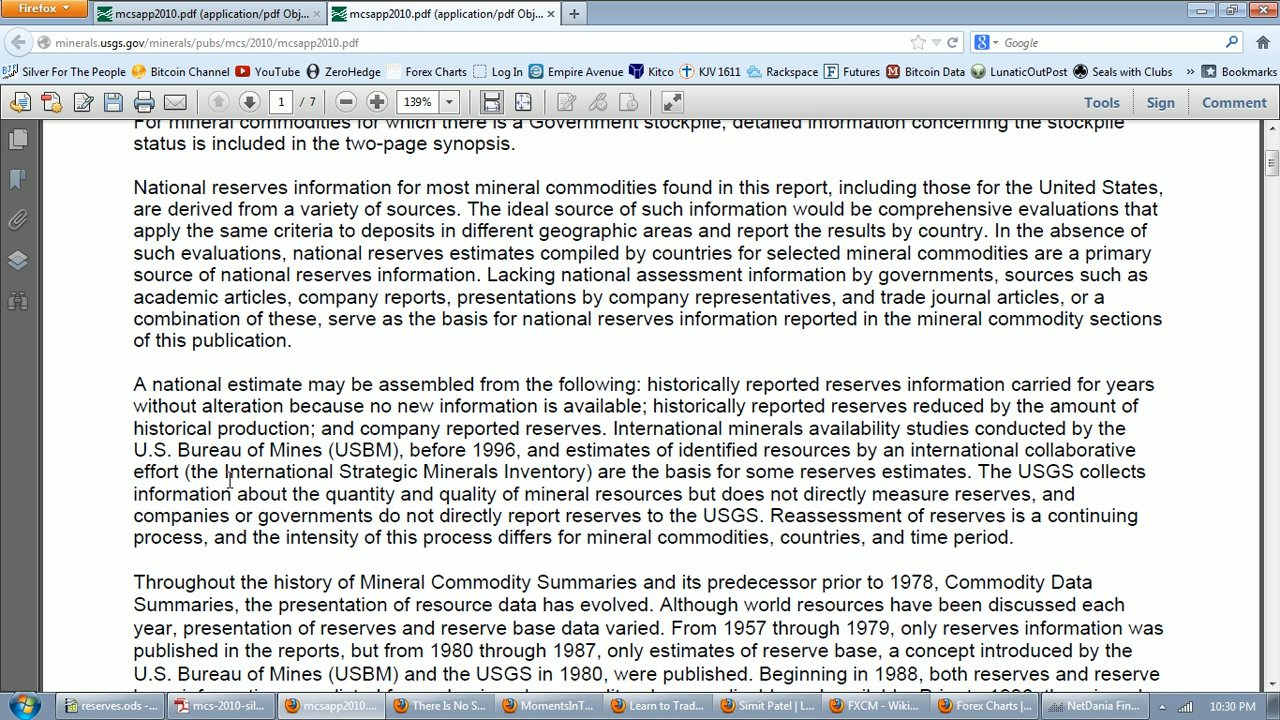 Firefox
mcsapp2010.pdf (application/pdf Obj...
mcsapp2010.pdf (application/pdf Obj...
minerals.usgs.gov/minerals/pubs/mcs/2010/mcsapp2010.pdf
Google
Silver For The People
Bitcoin Channel
YouTube
ZeroHedge
Forex Charts
Log In
Empire Avenue
Kitco
KJV 1611
Rackspace
Futures
Bitcoin Data
LunaticOutPost
Seals with Clubs
»
Bookmarks
1 / 7
139%
Tools
Sign
Comment
For mineral commodities for which there is a Government stockpile, detailed information concerning the stockpile
status is included in the two-page synopsis.
National reserves information for most mineral commodities found in this report, including those for the United States,
are derived from a variety of sources. The ideal source of such information would be comprehensive evaluations that
apply the same criteria to deposits in different geographic areas and report the results by country. In the absence of
such evaluations, national reserves estimates compiled by countries for selected mineral commodities are a primary
source of national reserves information. Lacking national assessment information by governments, sources such as
academic articles, company reports, presentations by company representatives, and trade journal articles, or a
combination of these, serve as the basis for national reserves information reported in the mineral commodity sections
of this publication.
A national estimate may be assembled from the following: historically reported reserves information carried for years
without alteration because no new information is available; historically reported reserves reduced by the amount of
historical production; and company reported reserves. International minerals availability studies conducted by the
U.S. Bureau of Mines (USBM), before 1996, and estimates of identified resources by an international collaborative
effort (the International Strategic Minerals Inventory) are the basis for some reserves estimates. The USGS collects
information about the quantity and quality of mineral resources but does not directly measure reserves, and
companies or governments do not directly report reserves to the USGS. Reassessment of reserves is a continuing
process, and the intensity of this process differs for mineral commodities, countries, and time period.
Throughout the history of Mineral Commodity Summaries and its predecessor prior to 1978, Commodity Data
Summaries, the presentation of resource data has evolved. Although world resources have been discussed each
year, presentation of reserves and reserve base data varied. From 1957 through 1979, only reserves information was
published in the reports, but from 1980 through 1987, only estimates of reserve base, a concept introduced by the
U.S. Bureau of Mines (USBM) and the USGS in 1980, were published. Beginning in 1988, both reserves and reserve
reserves.ods -...
mcs-2010-sil...
mcsapp2010....
There Is No S...
MomentsInT...
Learn to Trad...
Simit Patel | L...
FXCM - Wiki...
Forex Charts |...
NetDania Fin...
10:30 PM